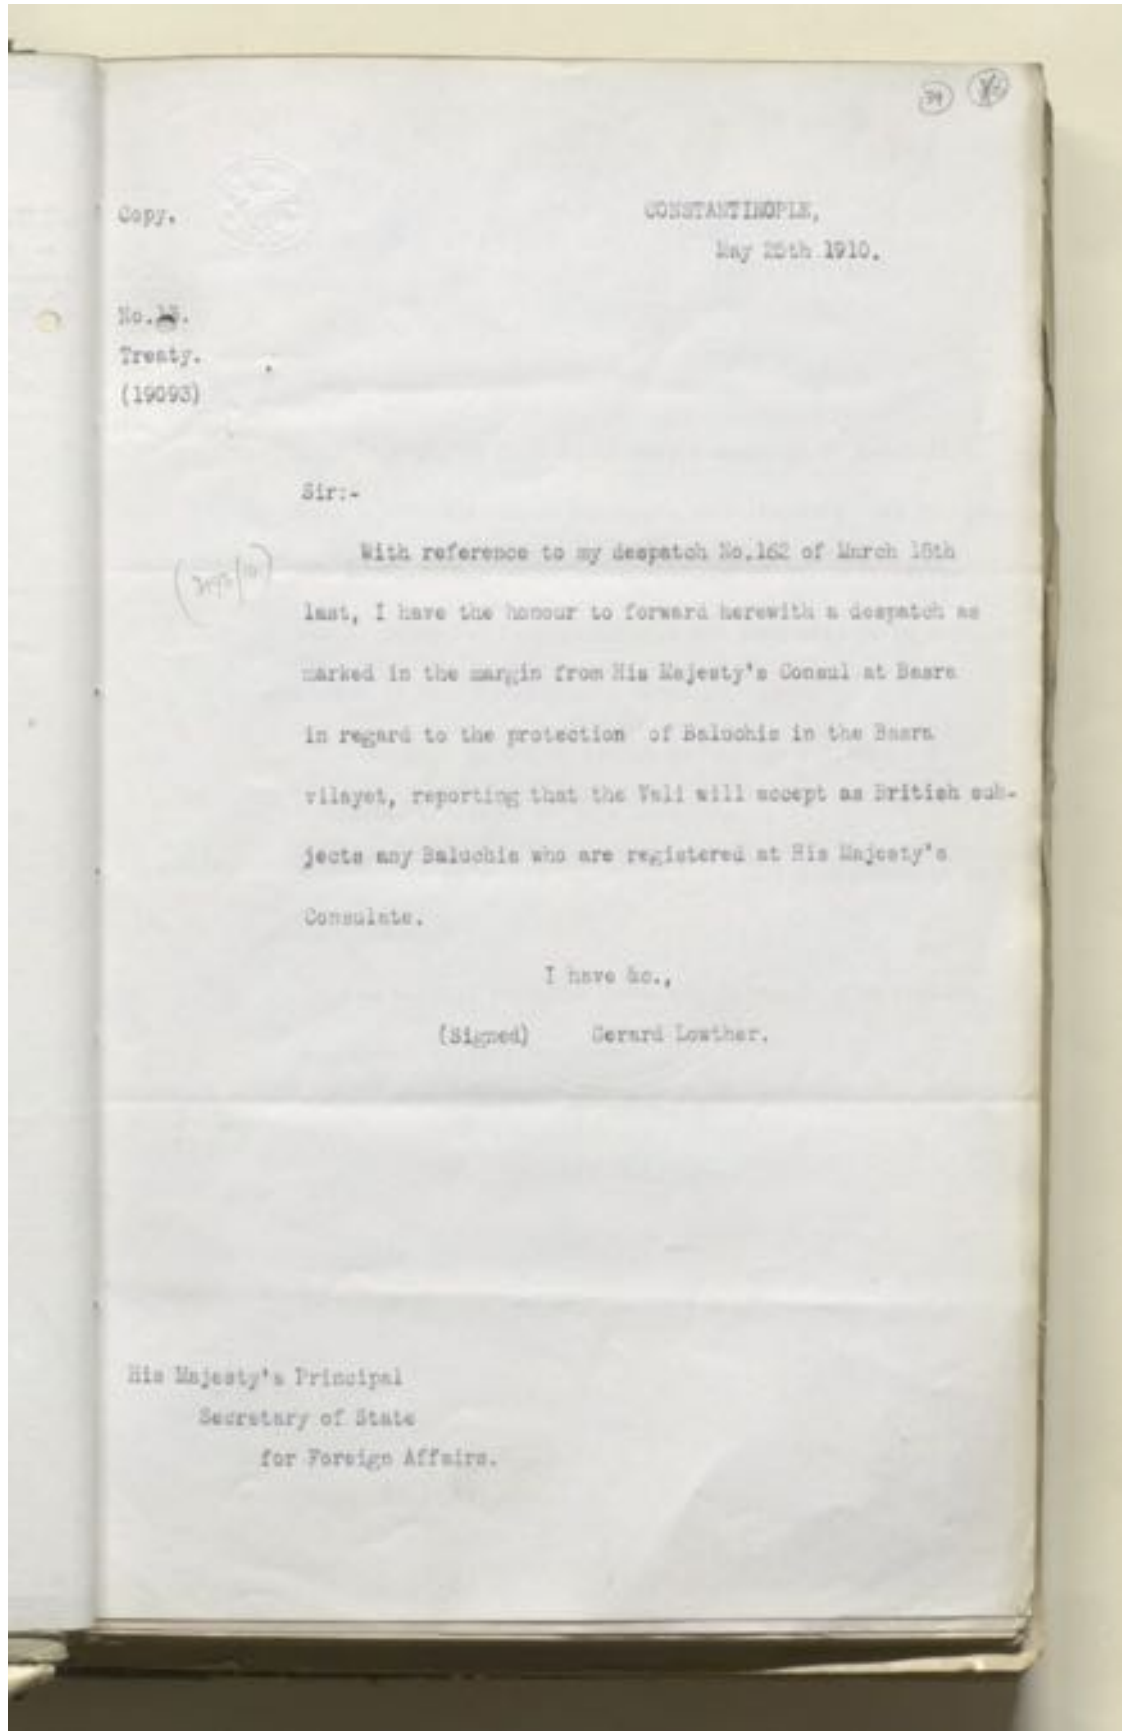 34
Copy.
CONSTANTINOPLE,
May 25th 1910.
No.
Treaty.
(19093)
Sir:-
With reference to my despatch No.162 of March 16th
last, I have the honour to forward herewith a despatch as
marked in the margin from His Majesty's Consul at Basra
in regard to the protection of Baluchis in the Basra
vilayet, reporting that the Vali will accept as British sub-
jects any Baluchis who are registered at His Majesty's
Consulate.
I have &c.,
(Signed) Gerard Lowther.
His Majesty's Principal
Secretary of State
for Foreign Affairs.